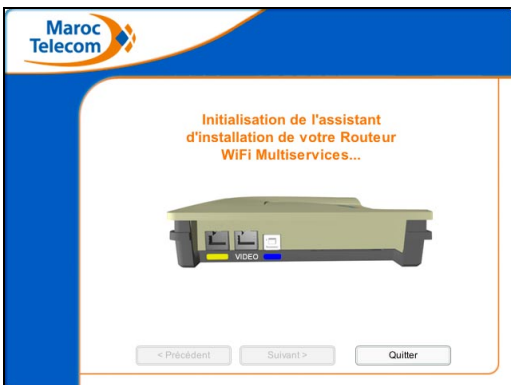 Maroc
Telecom
Initialisation de l'assistant
d'installation de votre Routeur
WiFi Multiservices...
VIDEO
< Précédent
Suivant >
Quitter